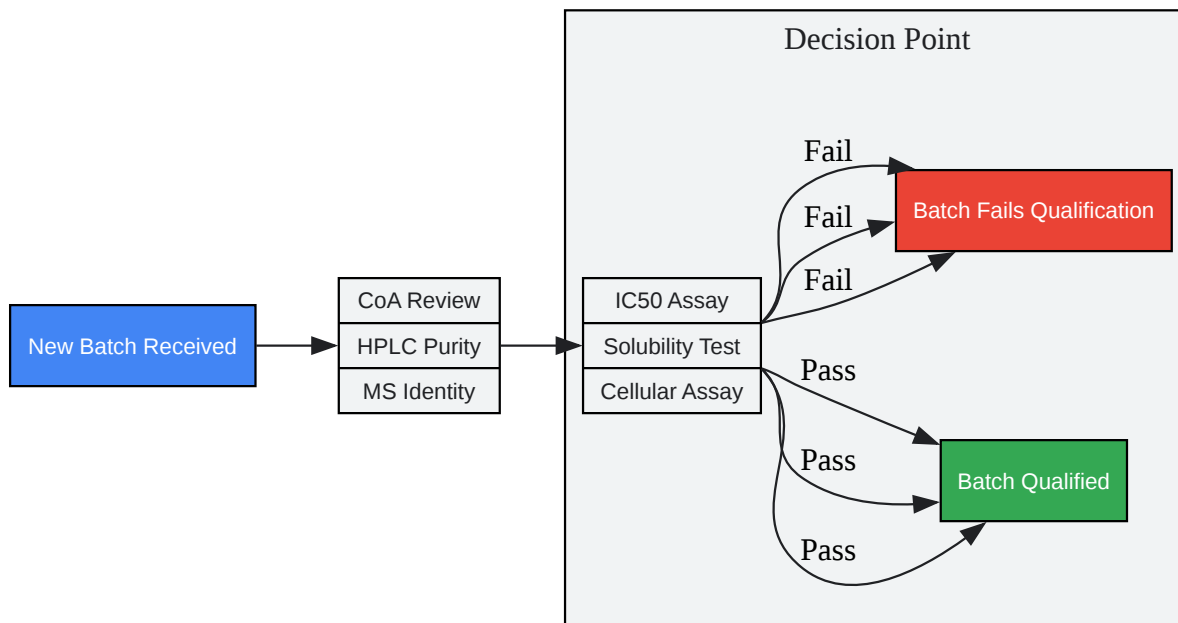 Decision Point
New Batch Received
CoA Review
HPLC Purity
MS Identity
IC50 Assay
Solubility Test
Cellular Assay
Fail
Fail
Fail
Batch Fails Qualification
Pass
Pass
Pass
Batch Qualified